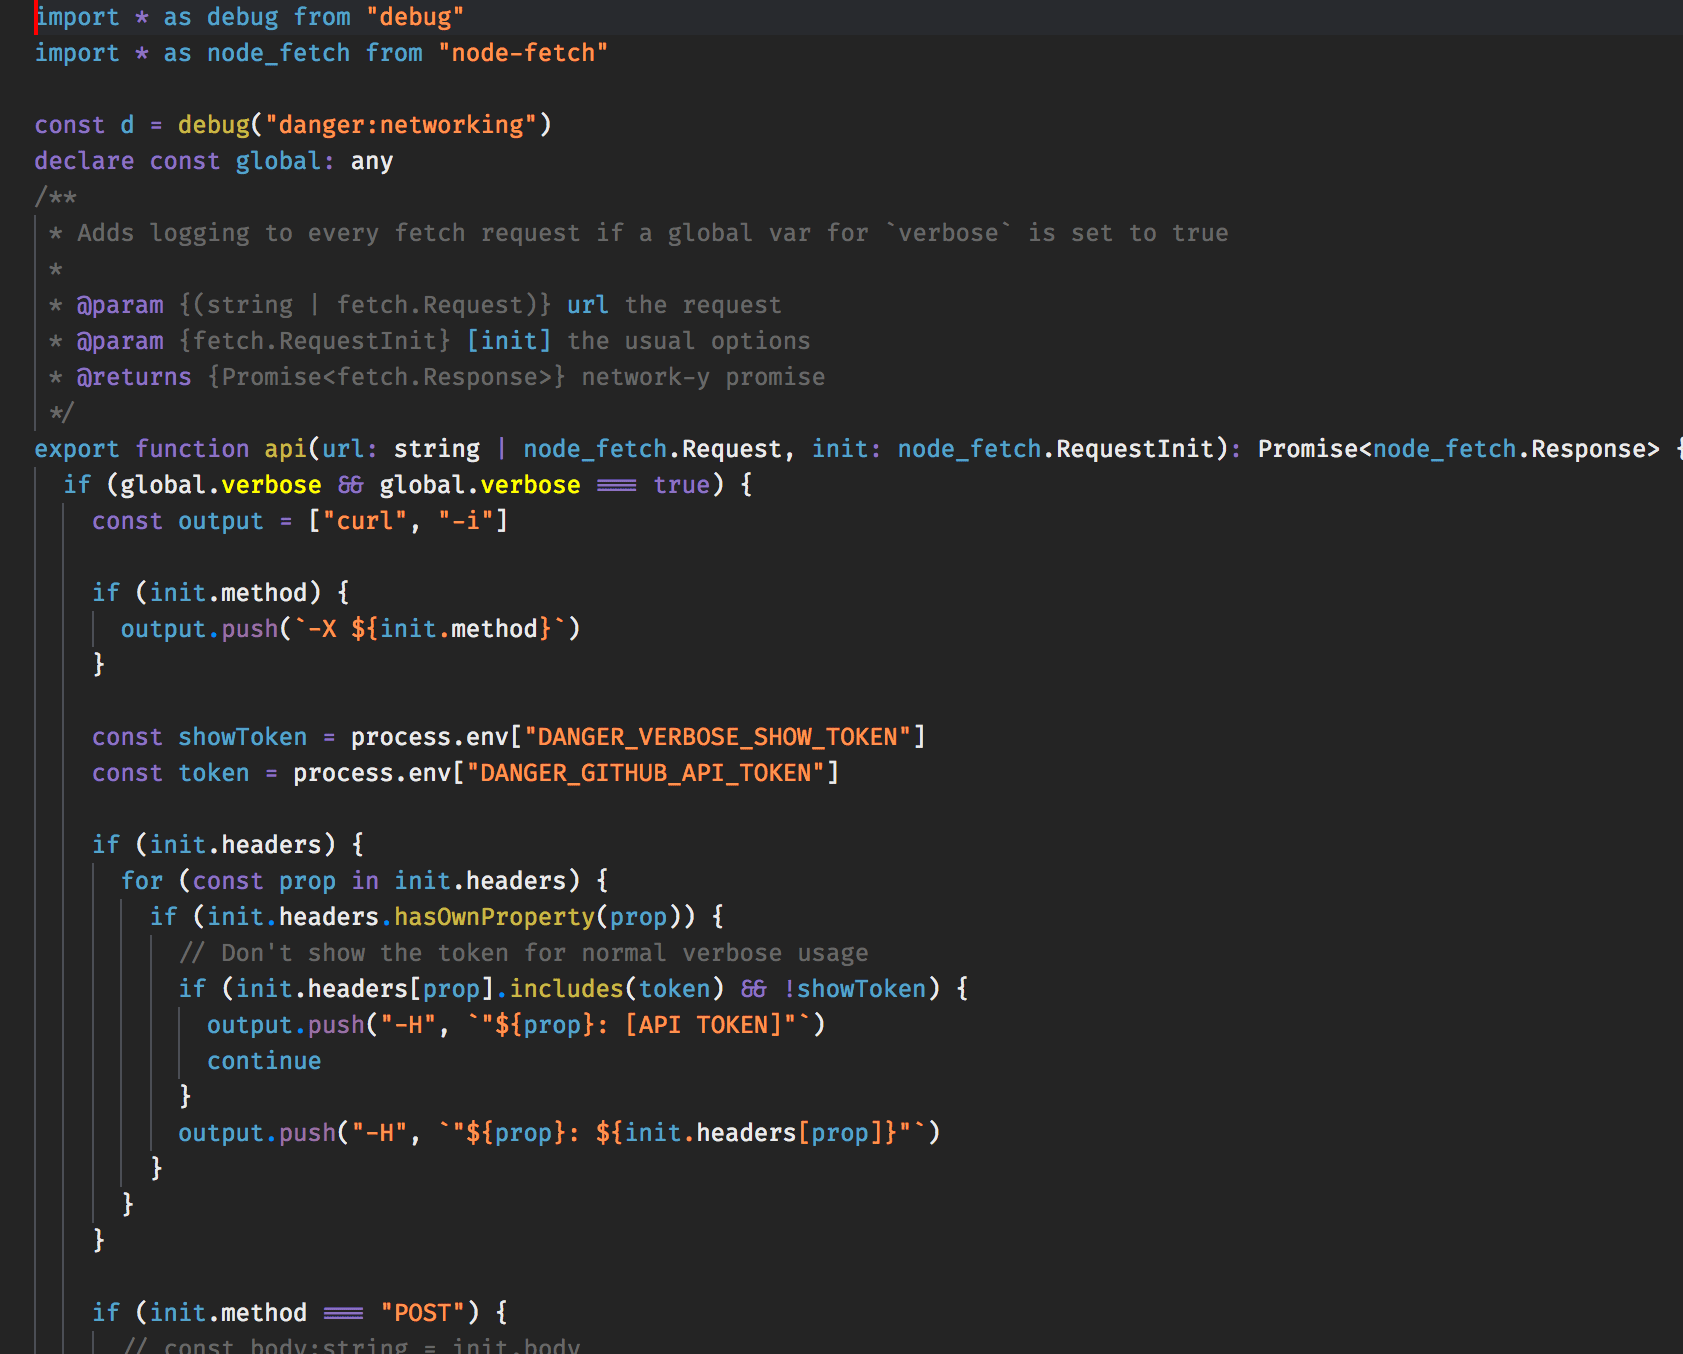 import * as debug from "debug"
import * as node_fetch from "node-fetch"
const d = debug("danger:networking")
declare const global: any
/**
* Adds logging to every fetch request if a global var for `verbose` is set to true
*
* @param {(string | fetch.Request)} url the request
* @param {fetch.RequestInit} [init] the usual options
* @returns {Promise<fetch.Response>} network-y promise
*/
export function api(url: string | node_fetch.Request, init: node_fetch.RequestInit): Promise<node_fetch.Response> {
if (global.verbose && global.verbose === true) {
const output = ["curl", "-i"]
if (init.method) {
output.push(`-X ${init.method}`)
}
const showToken = process.env["DANGER_VERBOSE_SHOW_TOKEN"]
const token = process.env["DANGER_GITHUB_API_TOKEN"]
if (init.headers) {
for (const prop in init.headers) {
if (init.headers.hasOwnProperty(prop)) {
// Don't show the token for normal verbose usage
if (init.headers[prop].includes(token) && !showToken) {
output.push("-H", `"${prop}: [API TOKEN]"`)
continue
}
output.push("-H", `"${prop}: ${init.headers[prop]}"`)
}
}
}
if (init.method === "POST") {
// const body:string = init.body